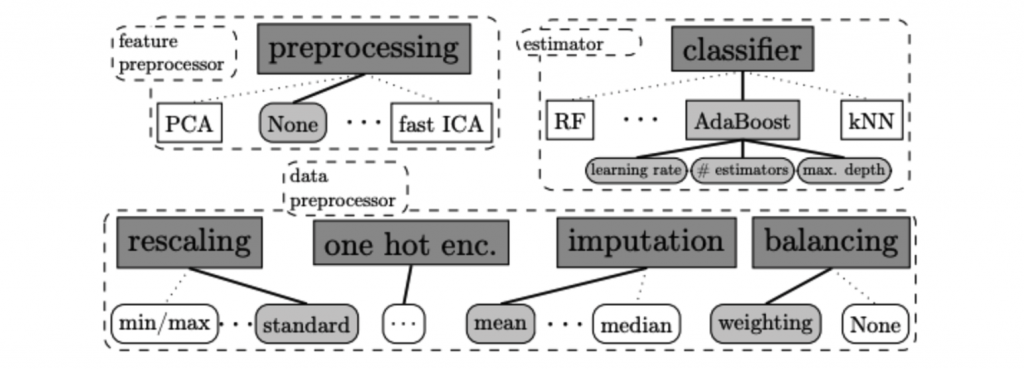 feature
preprocessor
preprocessing
PCA
None
...
fast ICA
estimator
classifier
RF
...
AdaBoost
kNN
learning rate
# estimators
max. depth
data
preprocessor
rescaling
one hot enc.
imputation
balancing
min/max
...
standard
...
mean
...
median
weighting
None